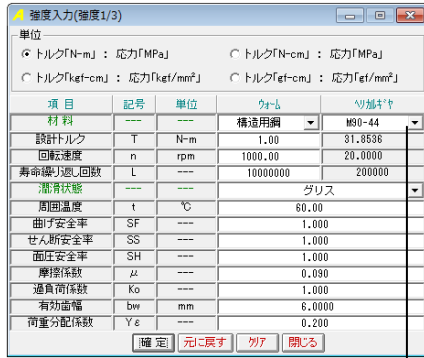 強度入力(強度1/3)
単位
トルク「N-m」 : 応力「MPa」 トルク「N-cm」 : 応力「MPa」
トルク「kgf-cm」 : 応力「kgf/mm²」 トルク「gf-cm」 : 応力「gf/mm²」
項 目 記号 単位 ウォーム ヘリカルギヤ
材 料 --- --- 構造用鋼 M90-44
設計トルク T N-m 1.00 31.8536
回転速度 n rpm 1000.00 20.0000
寿命繰り返し回数 L --- 10000000 200000
潤滑状態 --- --- グリス
周囲温度 t ℃ 60.00
曲げ安全率 SF --- 1.000
せん断安全率 SS --- 1.000
面圧安全率 SH --- 1.000
摩擦係数 μ --- 0.090
過負荷係数 Ko --- 1.000
有効歯幅 bw mm 6.0000
荷重分配係数 Yε --- 0.200
確 定 元に戻す クリア 閉じる